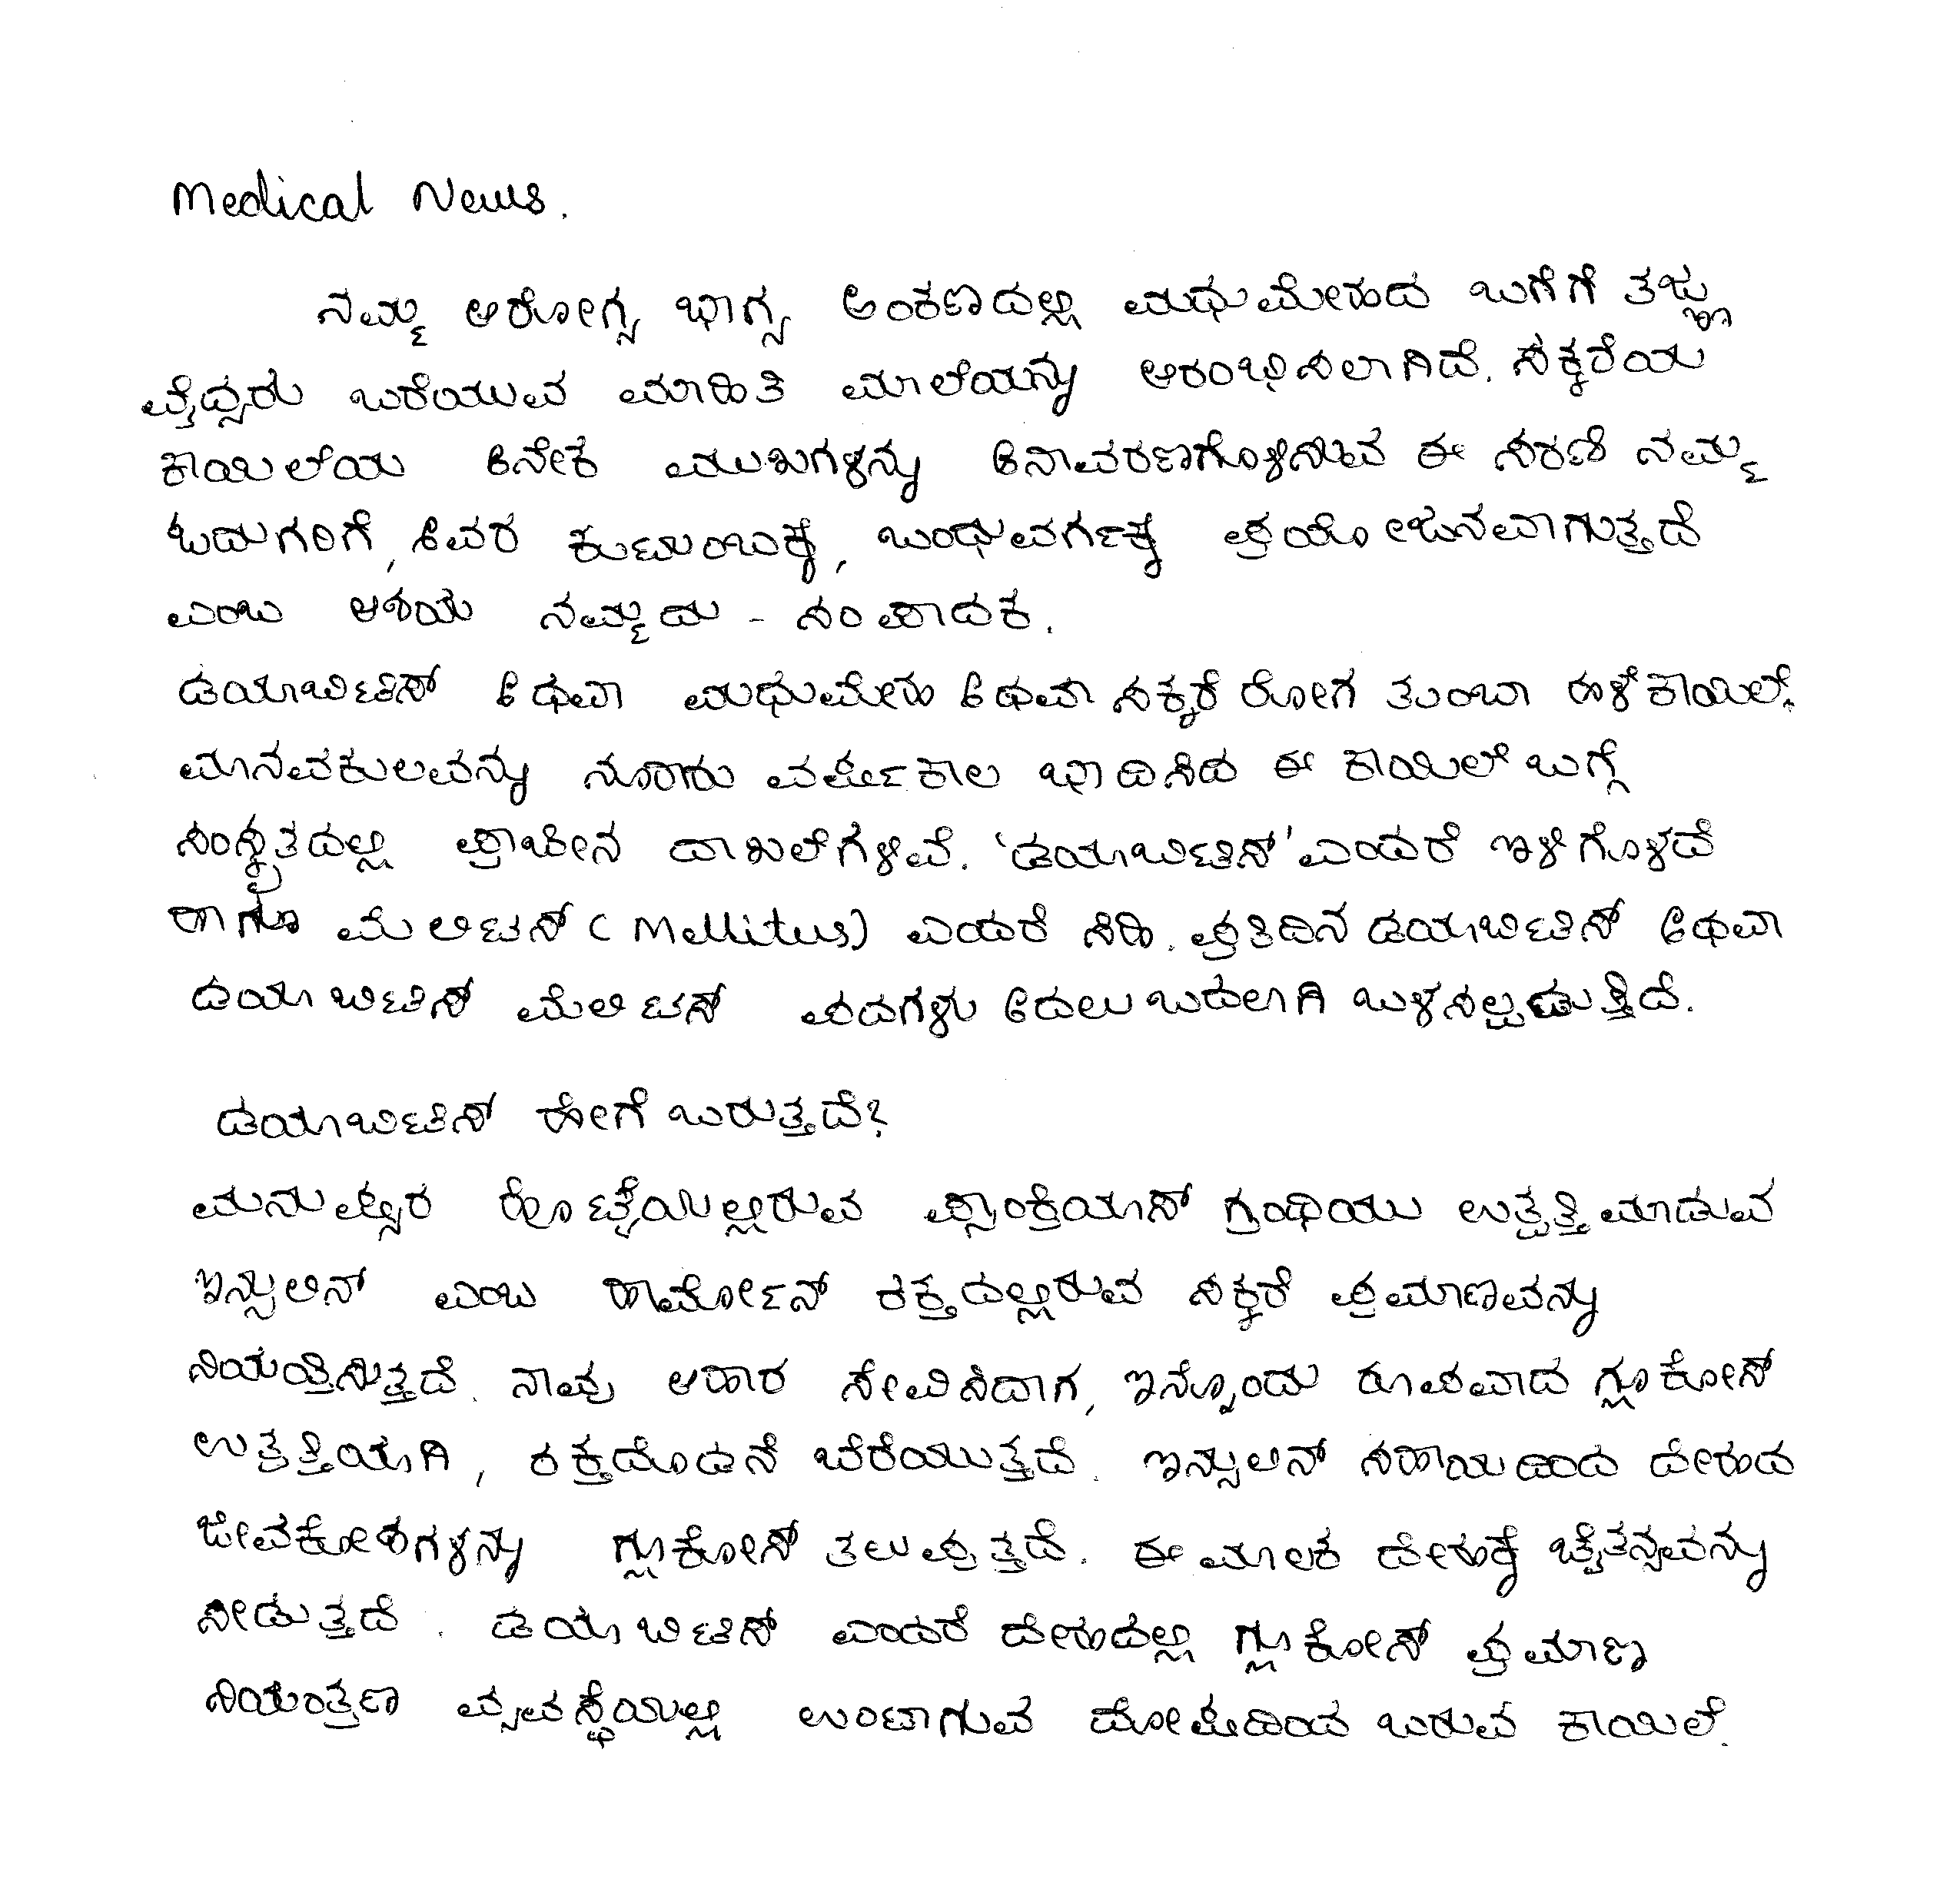 Medical News.
ನಮ್ಮ ಆರೋಗ್ಯ ಭಾಗ್ಯ ಅಂಕಣದಲ್ಲಿ ಮಧುಮೇಹದ ಬಗೆಗೆ ತಜ್ಞ
ವೈದ್ಯರು ಬರೆಯುವ ಮಾಹಿತಿ ಮಾಲೆಯನ್ನು ಆರಂಭಿಸಲಾಗಿದೆ. ಸಕ್ಕರೆಯ
ಕಾಯಿಲೆಯ ಅನೇಕ ಮುಖಗಳನ್ನು ಅನಾವರಣಗೊಳಿಸುವ ಈ ಸರಣಿ ನಮ್ಮ
ಓದುಗರಿಗೆ, ಅವರ ಕುಟುಂಬಕ್ಕೆ, ಬಂಧುವರ್ಗಕ್ಕೆ ಪ್ರಯೋಜನವಾಗುತ್ತದೆ
ಎಂಬ ಆಶಯ ನಮ್ಮದು - ಸಂಪಾದಕ.
ಡಯಾಬಿಟಿಸ್ ಅಥವಾ ಮಧುಮೇಹ ಅಥವಾ ಸಕ್ಕರೆ ರೋಗ ತುಂಬಾ ಹಳೆ ಕಾಯಿಲೆ.
ಮಾನವಕುಲವನ್ನು ನೂರಾರು ವರ್ಷಕಾಲ ಭಾದಿಸಿದ ಈ ಕಾಯಿಲೆ ಬಗ್ಗೆ
ಸಂಸ್ಕೃತದಲ್ಲಿ ಪ್ರಾಚೀನ ದಾಖಲೆಗಳಿವೆ. 'ಡಯಾಬಿಟಿಸ್' ಎಂದರೆ ಇಳಿಗೊಳದೆ
ಹಾಗೂ ಮೆಲಿಟಸ್ (Mellitus) ಎಂದರೆ ಸಿಹಿ. ಪ್ರತಿದಿನ ಡಯಾಬಿಟಿಸ್ ಅಥವಾ
ಡಯಾಬಿಟಿಸ್ ಮೆಲಿಟಸ್ ಪದಗಳು ಅದಲು ಬದಲಾಗಿ ಬಳಸಲ್ಪಡುತ್ತಿದೆ.
ಡಯಾಬಿಟಿಸ್ ಹೇಗೆ ಬರುತ್ತದೆ?
ಮನುಷ್ಯರ ಹೊಟ್ಟೆಯಲ್ಲಿರುವ ಪ್ಯಾಂಕ್ರಿಯಾಸ್ ಗ್ರಂಥಿಯು ಉತ್ಪತ್ತಿ ಮಾಡುವ
ಇನ್ಸುಲಿನ್ ಎಂಬ ಹಾರ್ಮೋನ್ ರಕ್ತದಲ್ಲಿರುವ ಸಕ್ಕರೆ ಪ್ರಮಾಣವನ್ನು
ನಿಯತ್ರಿಸುತ್ತದೆ. ನಾವು ಆಹಾರ ಸೇವಿಸಿದಾಗ, ಇನ್ನೊಂದು ರೂಪವಾದ ಗ್ಲೂಕೋಸ್
ಉತ್ಪತ್ತಿಯಾಗಿ, ರಕ್ತದೊಡನೆ ಬೆರೆಯುತ್ತದೆ. ಇನ್ಸುಲಿನ್ ಸಹಾಯದಿಂದ ದೇಹದ
ಜೀವಕೋಶಗಳನ್ನು ಗ್ಲುಕೋಸ್ ತಲುಪುತ್ತದೆ. ಈ ಮೂಲಕ ದೇಹಕ್ಕೆ ಚೈತನ್ಯವನ್ನು
ನೀಡುತ್ತದೆ. ಡಯಾಬಿಟಿಸ್ ಎಂದರೆ ದೇಹದಲ್ಲಿ ಗ್ಲುಕೋಸ್ ಪ್ರಮಾಣ
ನಿಯಂತ್ರಣ ವ್ಯವಸ್ಥೆಯಲ್ಲಿ ಉಂಟಾಗುವ ದೋಷದಿಂದ ಬರುವ ಕಾಯಿಲೆ.